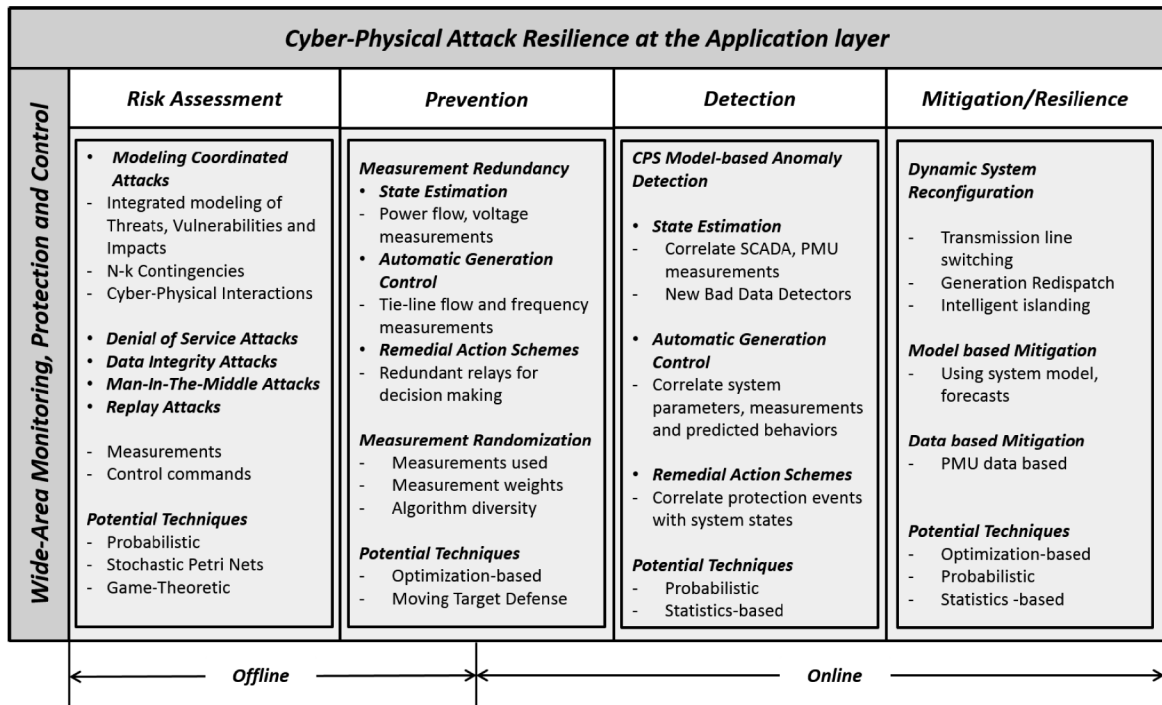 Cyber-Physical Attack Resilience at the Application layer
Wide-Area Monitoring, Protection and Control
Risk Assessment
• Modeling Coordinated
Attacks
- Integrated modeling of
Threats, Vulnerabilities and
Impacts
- N-k Contingencies
- Cyber-Physical Interactions
• Denial of Service Attacks
• Data Integrity Attacks
• Man-In-The-Middle Attacks
• Replay Attacks
- Measurements
- Control commands
Potential Techniques
- Probabilistic
- Stochastic Petri Nets
- Game-Theoretic
Prevention
Measurement Redundancy
• State Estimation
- Power flow, voltage
measurements
• Automatic Generation
Control
- Tie-line flow and frequency
measurements
• Remedial Action Schemes
- Redundant relays for
decision making
Measurement Randomization
- Measurements used
- Measurement weights
- Algorithm diversity
Potential Techniques
- Optimization-based
- Moving Target Defense
Detection
CPS Model-based Anomaly
Detection
• State Estimation
- Correlate SCADA, PMU
measurements
- New Bad Data Detectors
• Automatic Generation
Control
- Correlate system
parameters, measurements
and predicted behaviors
• Remedial Action Schemes
- Correlate protection events
with system states
Potential Techniques
- Probabilistic
- Statistics-based
Mitigation/Resilience
Dynamic System
Reconfiguration
- Transmission line
switching
- Generation Redispatch
- Intelligent islanding
Model based Mitigation
- Using system model,
forecasts
Data based Mitigation
- PMU data based
Potential Techniques
- Optimization-based
- Probabilistic
- Statistics -based
Offline
Online